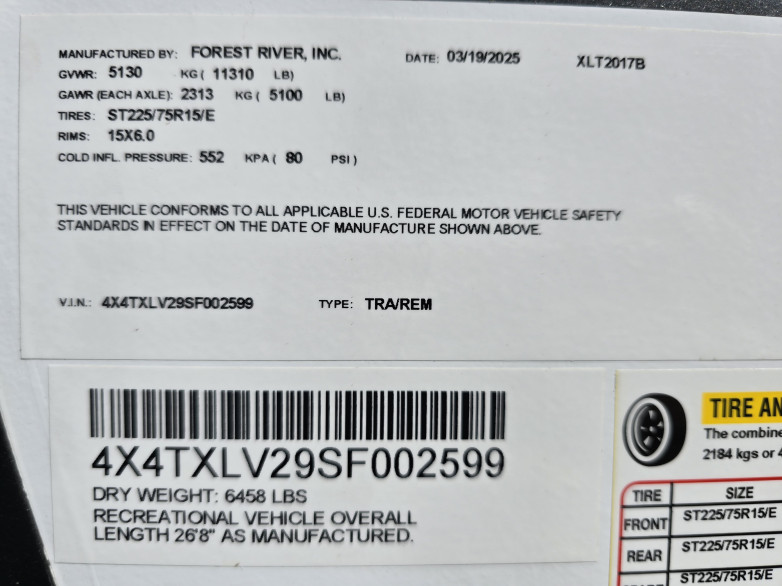 MANUFACTURED BY: FOREST RIVER, INC. DATE: 03/19/2025 XLT2017B
GVWR: 5130 KG ( 11310 LB)
GAWR (EACH AXLE): 2313 KG ( 5100 LB)
TIRES: ST225/75R15/E
RIMS: 15X6.0
COLD INFL. PRESSURE: 552 KPA ( 80 PSI )
THIS VEHICLE CONFORMS TO ALL APPLICABLE U.S. FEDERAL MOTOR VEHICLE SAFETY
STANDARDS IN EFFECT ON THE DATE OF MANUFACTURE SHOWN ABOVE.
V.I.N.: 4X4TXLV29SF002599 TYPE: TRA/REM
4X4TXLV29SF002599
DRY WEIGHT: 6458 LBS
RECREATIONAL VEHICLE OVERALL
LENGTH 26'8" AS MANUFACTURED.
TIRE AN
The combine
2184 kgs or 4
TIRE SIZE
FRONT ST225/75R15/E
REAR ST225/75R15/E
ST225/75R15/E